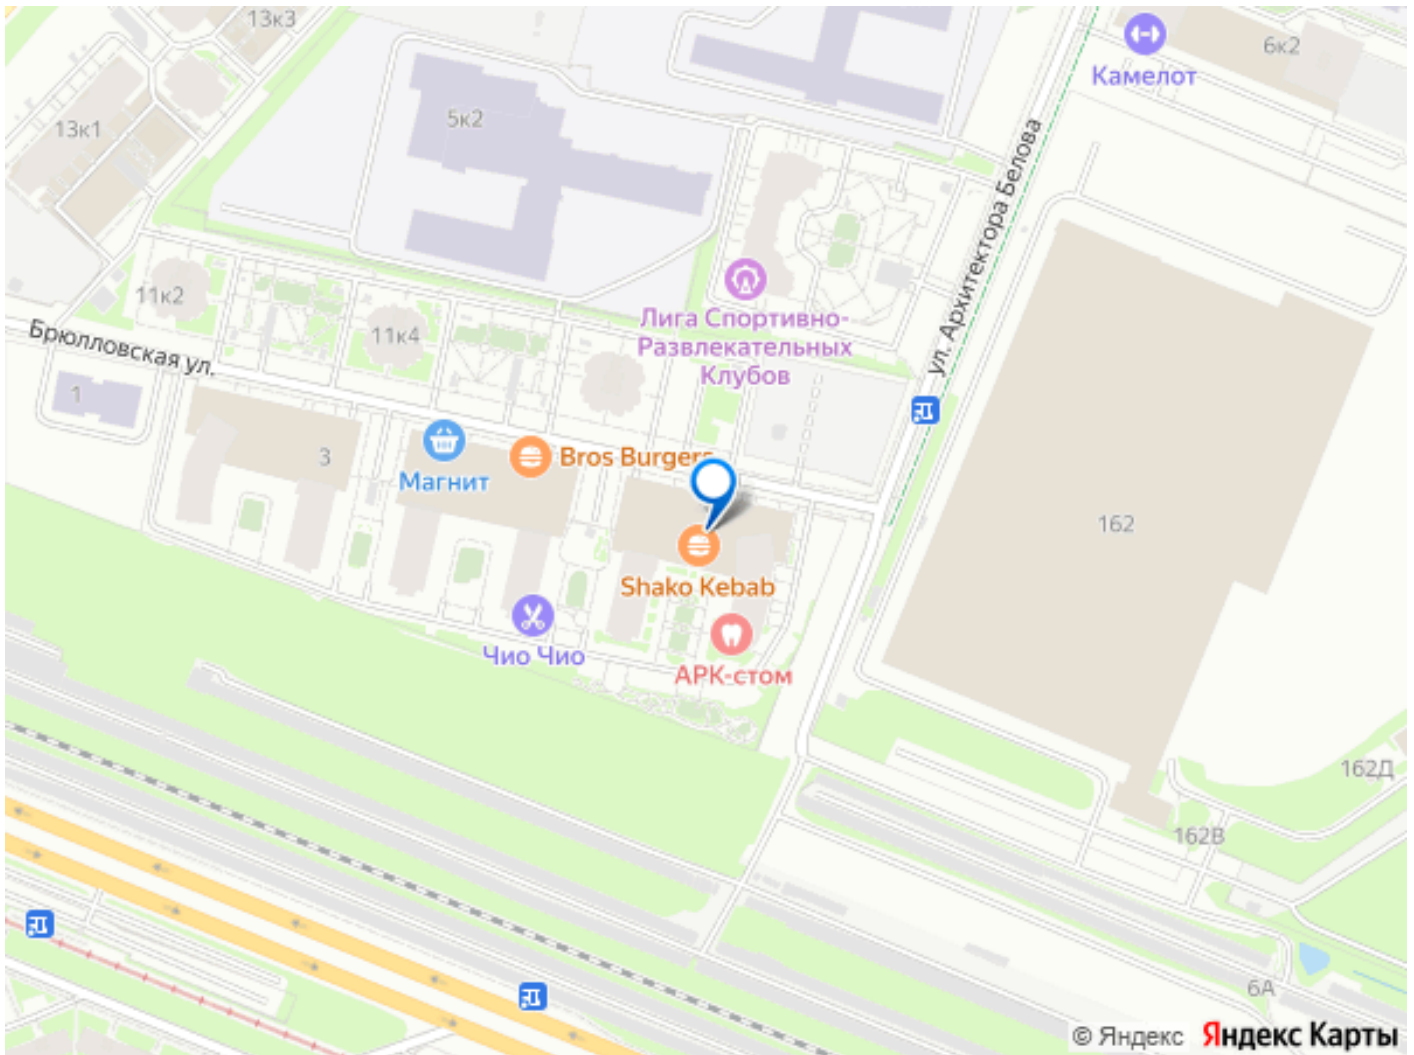 13к3
Камелот
6к2
5к2
13к1
ул. Архитектора Белова
11к2
Лига Спортивно-
Развлекательных
Клубов
11к4
Брюлловская ул.
1
3
Магнит
Bros Burgers
162
Shako Kebab
Чио Чио
АРК-стом
162Д
162В
6А
© Яндекс Яндекс Карты